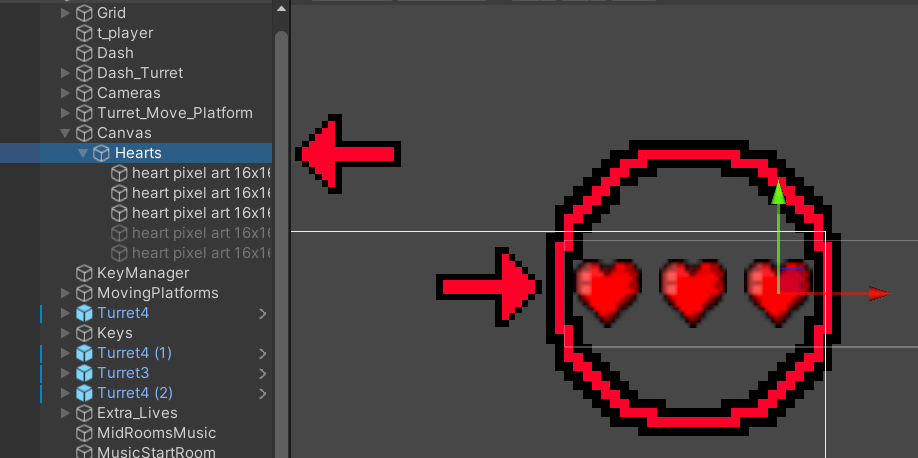 Grid
t_player
Dash
Dash_Turret
Cameras
Turret_Move_Platform
Canvas
Hearts
heart pixel art 16x16
heart pixel art 16x16
heart pixel art 16x16
heart pixel art 16x16
heart pixel art 16x16
KeyManager
MovingPlatforms
Turret4
Keys
Turret4 (1)
Turret3
Turret4 (2)
Extra_Lives
MidRoomsMusic
MusicStartRoom